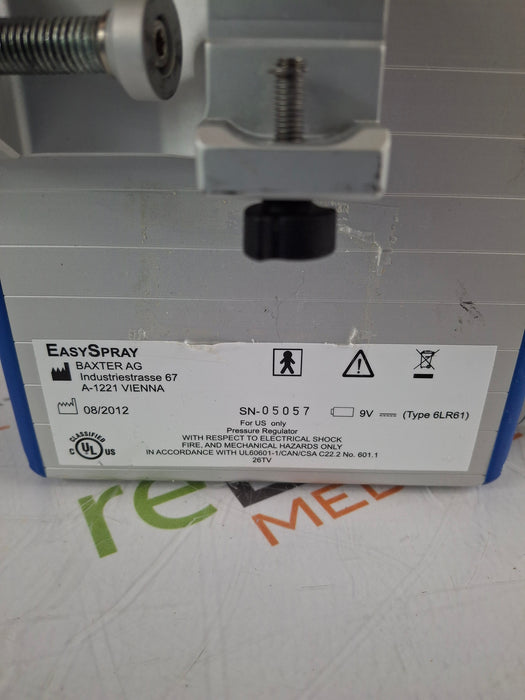 EASYSPRAY
BAXTER AG
Industriestrasse 67
A-1221 VIENNA
08/2012
SN-05057
9V
(Type 6LR61)
For US only
Pressure Regulator
WITH RESPECT TO ELECTRICAL SHOCK
FIRE, AND MECHANICAL HAZARDS ONLY
IN ACCORDANCE WITH UL60601-1/CAN/CSA C22.2 No. 601.1
26TV
CLASSIFIED
C UL US
re
MED